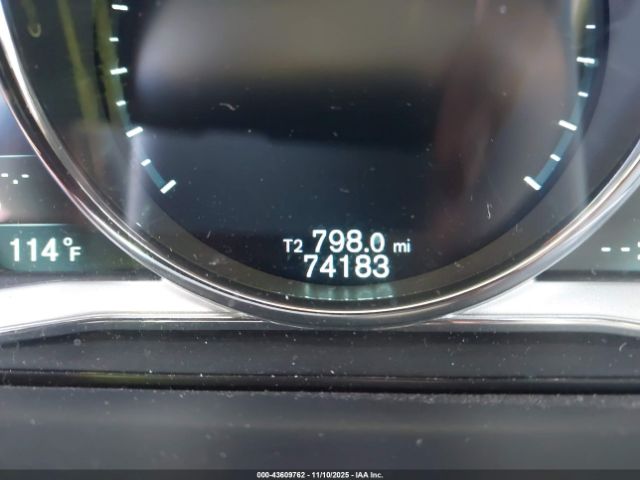 114°F
T2 798.0 mi
74183
--
000-43609762 - 11/10/2025 - IAA Inc.